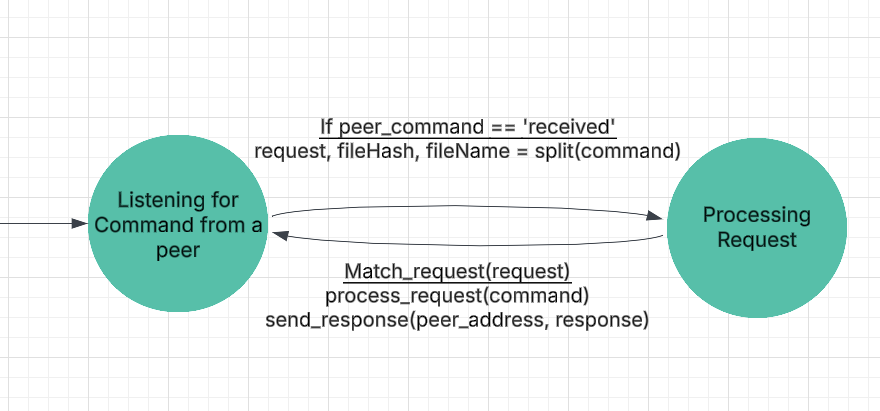 If peer_command == 'received'
request, fileHash, fileName = split(command)
Listening for
Command from a
peer
Processing
Request
Match_request(request)
process_request(command)
send_response(peer_address, response)